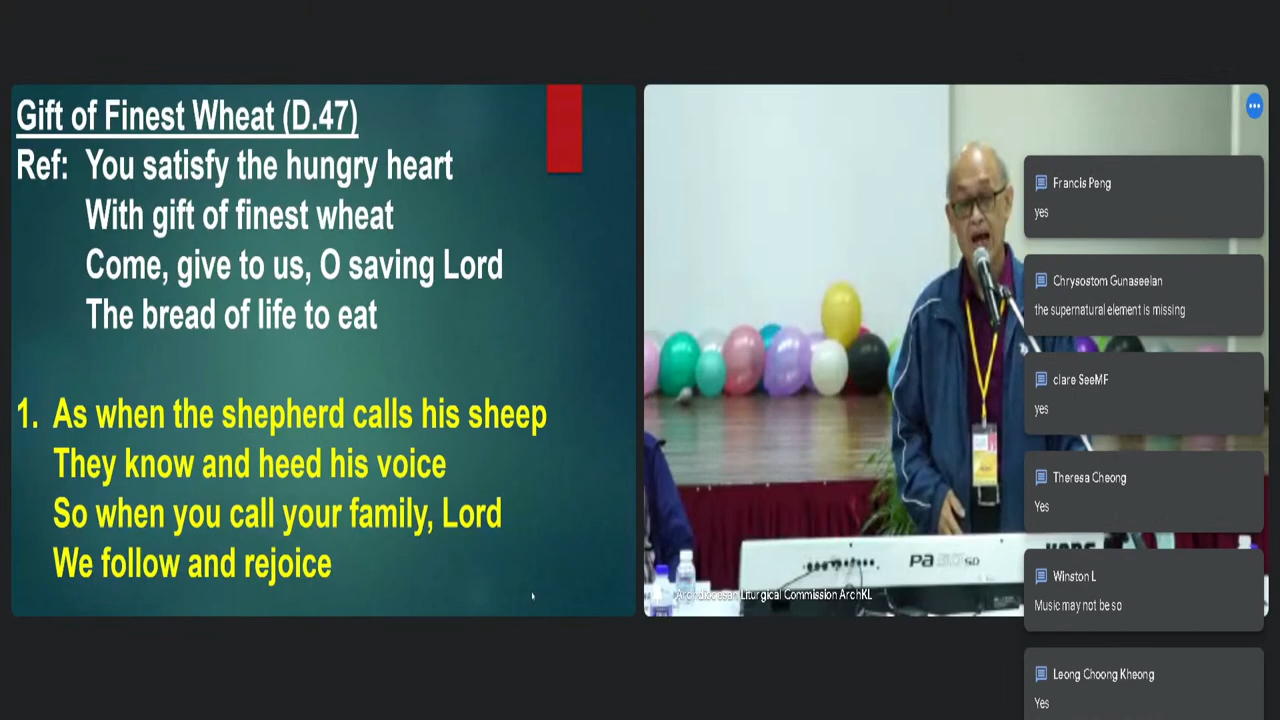 Gift of Finest Wheat (D.47)
Ref: You satisfy the hungry heart
With gift of finest wheat
Come, give to us, O saving Lord
The bread of life to eat
1. As when the shepherd calls his sheep
They know and heed his voice
So when you call your family, Lord
We follow and rejoice
PA 50 SD
KORG
Archdiocesan Liturgical Commission ArchKL
Francis Peng
yes
Chrysostom Gunaseelan
the supernatural element is missing
clare SeeMF
yes
Theresa Cheong
Yes
Winston L
Music may not be so
Leong Choong Kheong
Yes